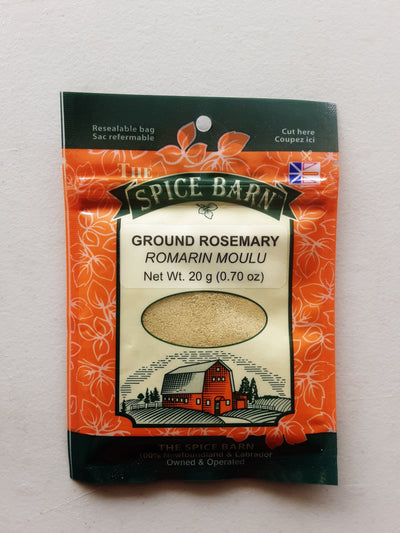 Resealable bag
Sac refermable
Cut here
Coupez ici
THE
SPICE BARN
GROUND ROSEMARY
ROMARIN MOULU
Net Wt. 20 g (0.70 oz)
THE SPICE BARN
100% Newfoundland & Labrador
Owned & Operated